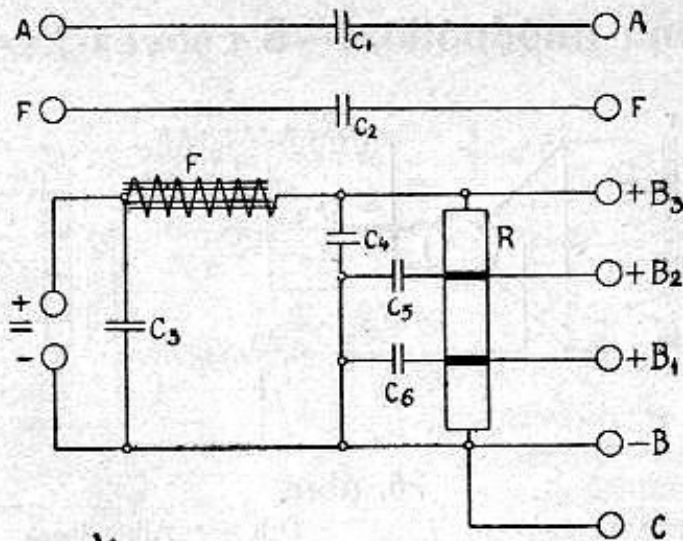 A C₁ A
F C₂ F
F
+B₃
C₄ R
+ C₅ +B₂
= C₃
- C₆ +B₁
-B
C